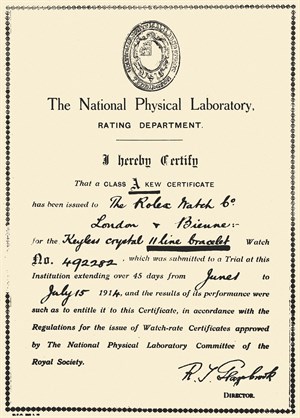 The National Physical Laboratory,
RATING DEPARTMENT.
I hereby Certify
That a CLASS A KEW CERTIFICATE
has been issued to The Rolex Watch Co
London & Bienne
for the Keyless crystal 11 line bracelet Watch
No. 492282, which was submitted to a Trial at this
Institution extending over 45 days from June 1 to
July 15 1914, and the results of its performance were
such as to entitle it to this Certificate, in accordance with the
Regulations for the issue of Watch-rate Certificates approved
by The National Physical Laboratory Committee of the
Royal Society.
DIRECTOR.